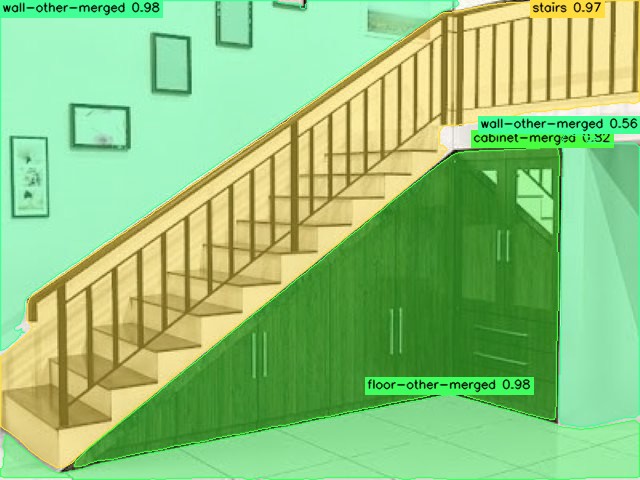 wall-other-merged 0.98
stairs 0.97
wall-other-merged 0.56
cabinet-merged 0.82
floor-other-merged 0.98